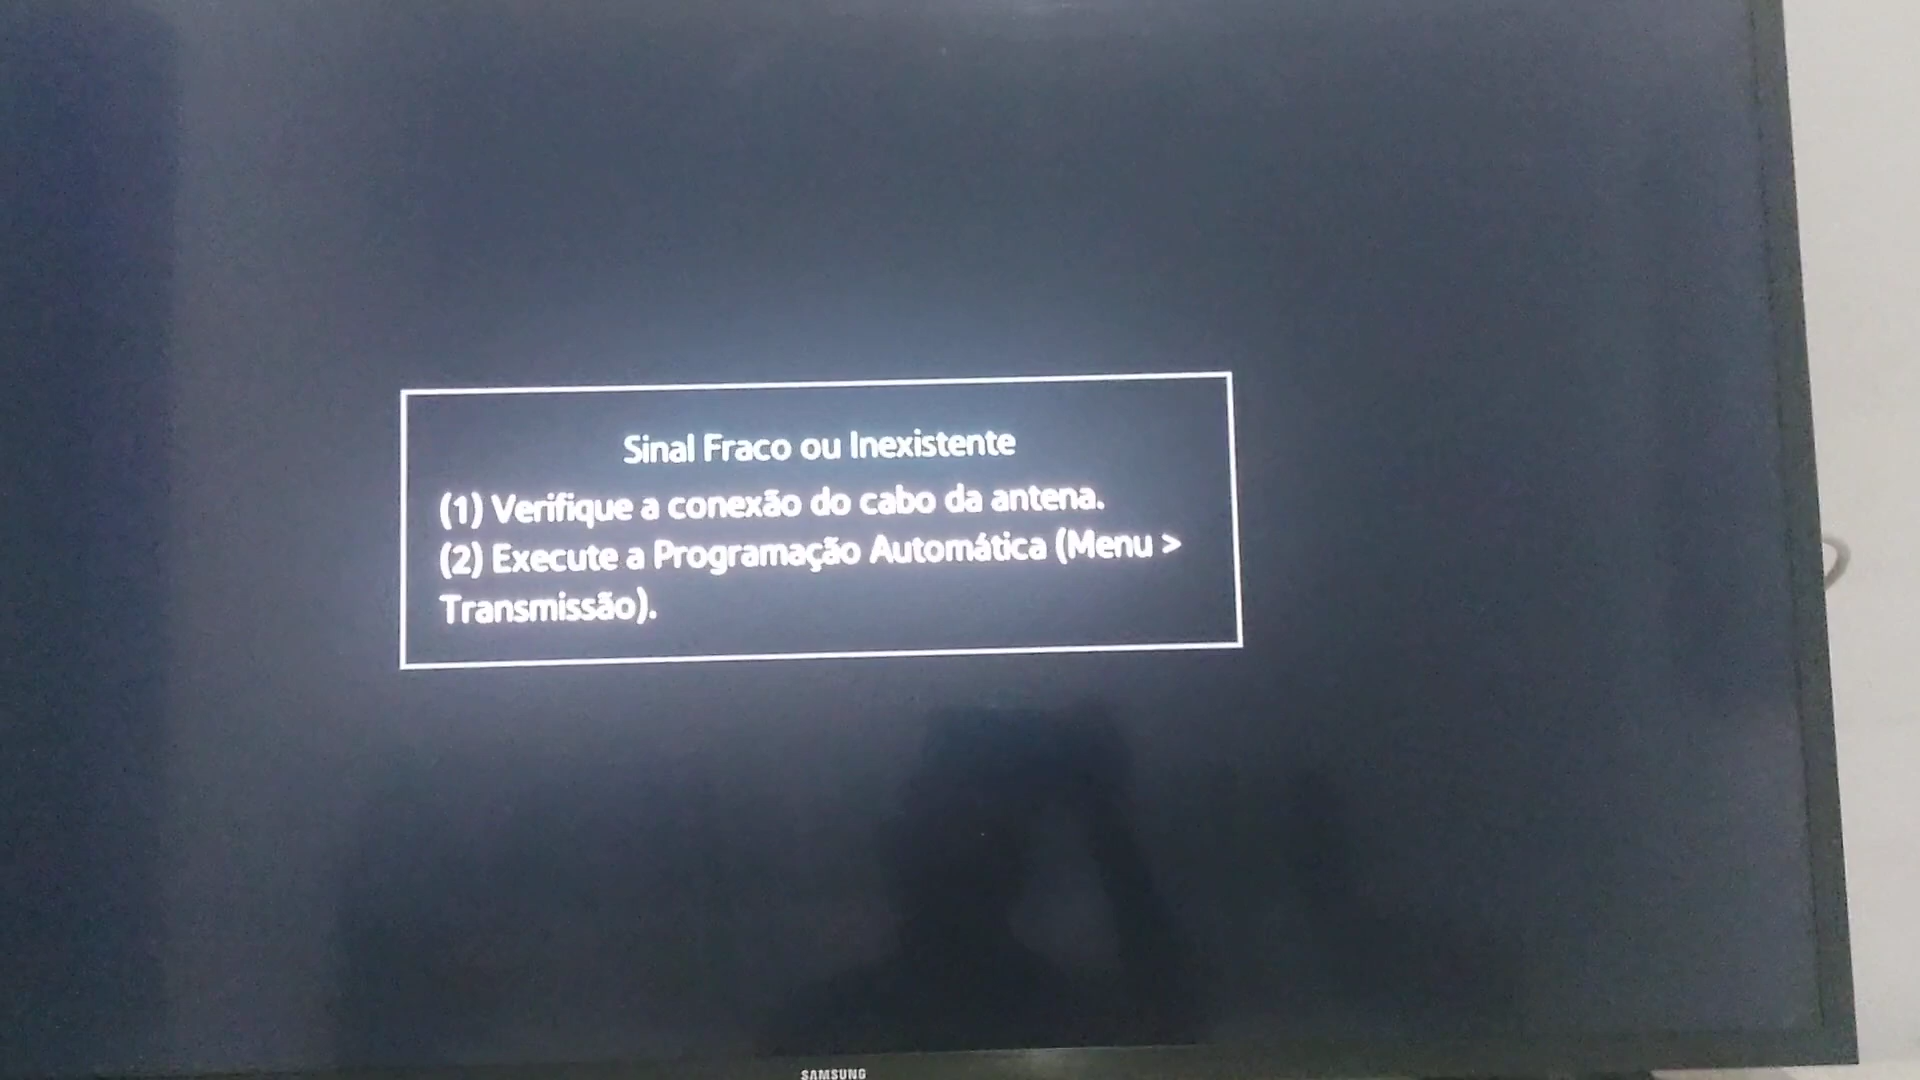 Sinal Fraco ou Inexistente
(1) Verifique a conexão do cabo da antena.
(2) Execute a Programação Automática (Menu >
Transmissão).
SAMSUNG